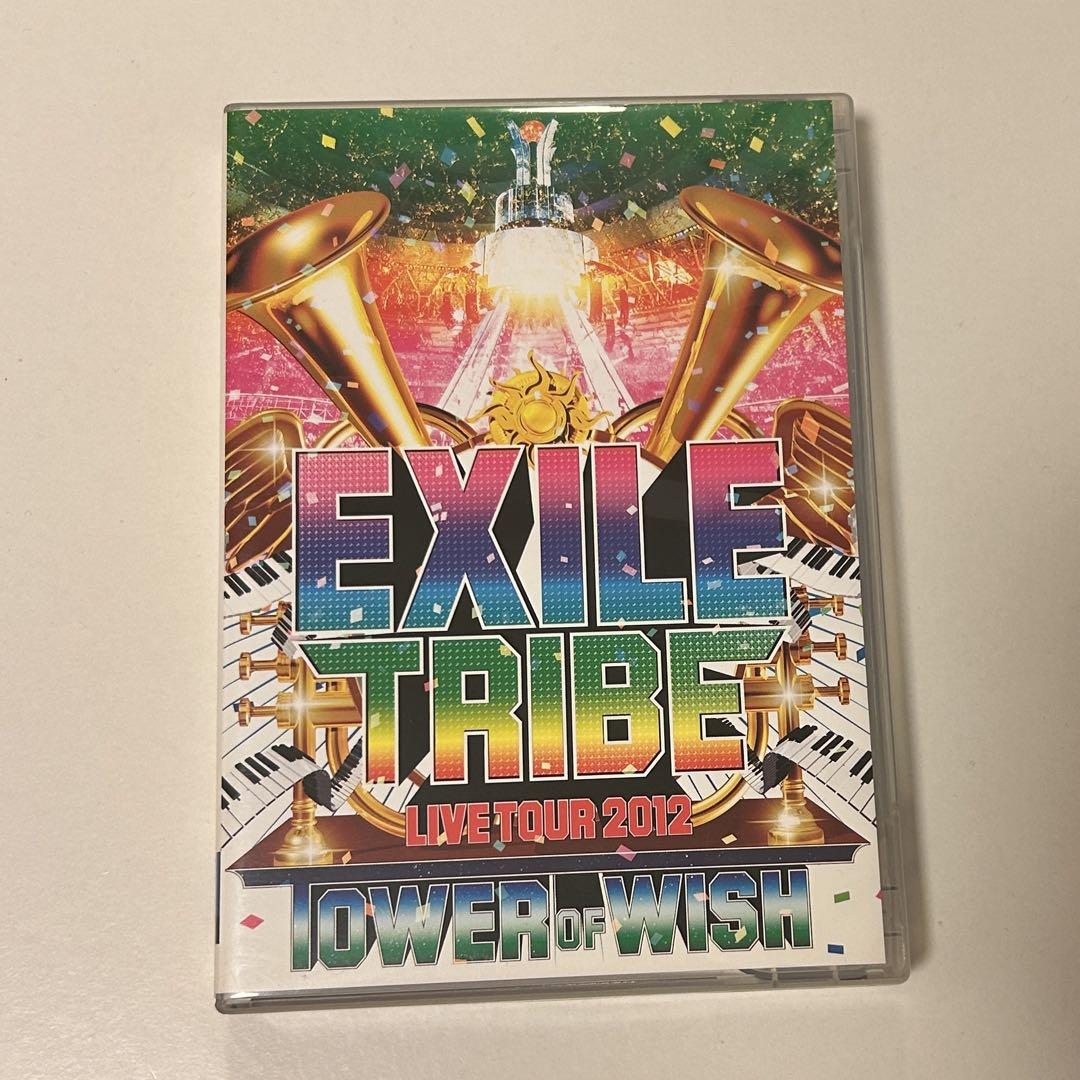 EXILE
TRIBE
LIVE TOUR 2012
TOWER OF WISH